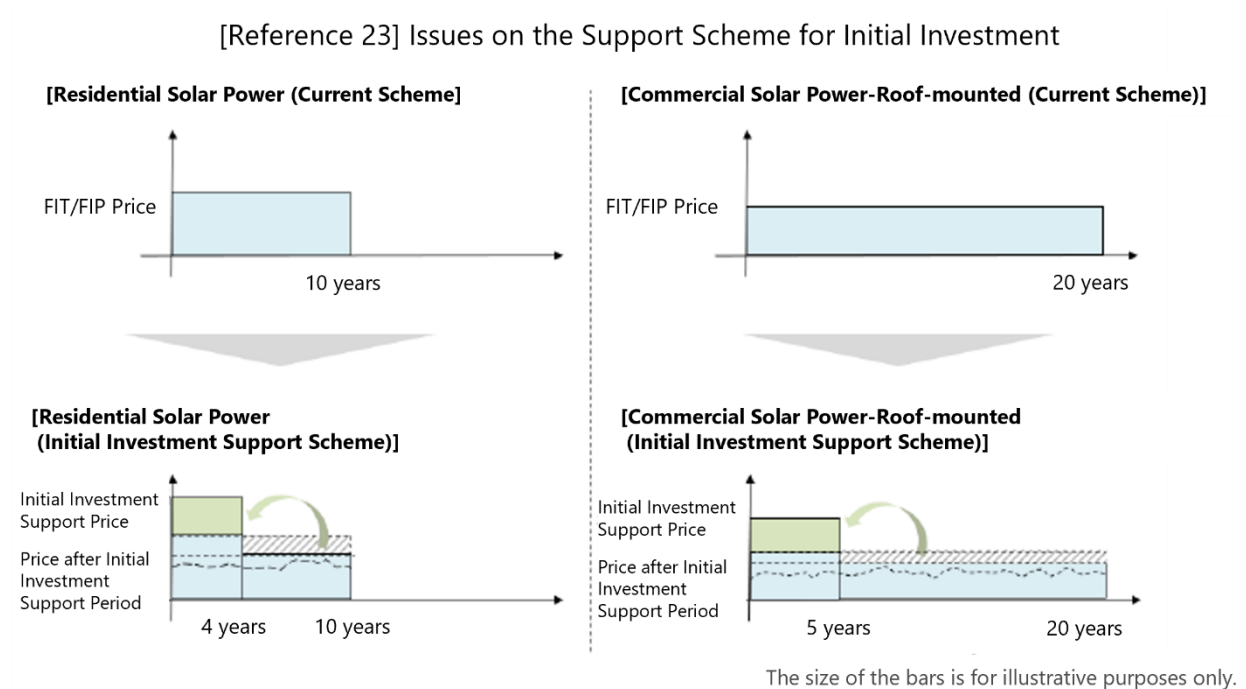 [Reference 23] Issues on the Support Scheme for Initial Investment
[Residential Solar Power (Current Scheme]
FIT/FIP Price
10 years
[Commercial Solar Power-Roof-mounted (Current Scheme)]
FIT/FIP Price
20 years
[Residential Solar Power
(Initial Investment Support Scheme)]
Initial Investment
Support Price
Price after Initial
Investment
Support Period
4 years
10 years
[Commercial Solar Power-Roof-mounted
(Initial Investment Support Scheme)]
Initial Investment
Support Price
Price after Initial
Investment
Support Period
5 years
20 years
The size of the bars is for illustrative purposes only.